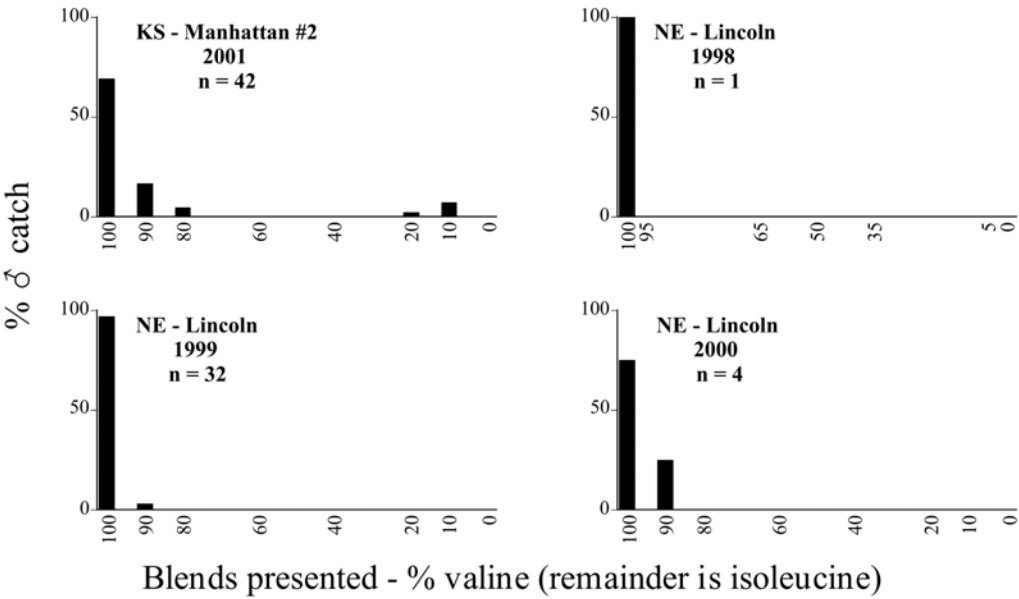 % ♂ catch
100
50
0
KS - Manhattan #2
2001
n = 42
100 90 80 60 40 20 10 0
100
50
0
NE - Lincoln
1998
n = 1
100 95 65 50 35 5 0
100
50
0
NE - Lincoln
1999
n = 32
100 90 80 60 40 20 10 0
100
50
0
NE - Lincoln
2000
n = 4
100 90 80 60 40 20 10 0
Blends presented - % valine (remainder is isoleucine)